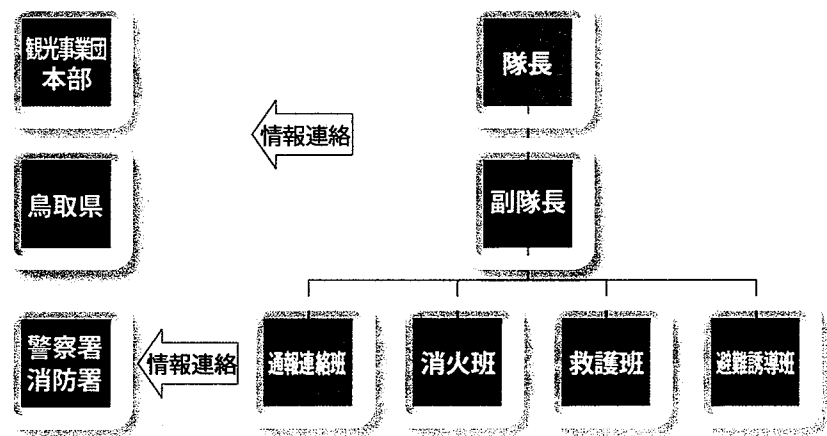 観光事業団
本部
隊長
情報連絡
鳥取県
副隊長
警察署
消防署
情報連絡
通報連絡班
消火班
救護班
避難誘導班